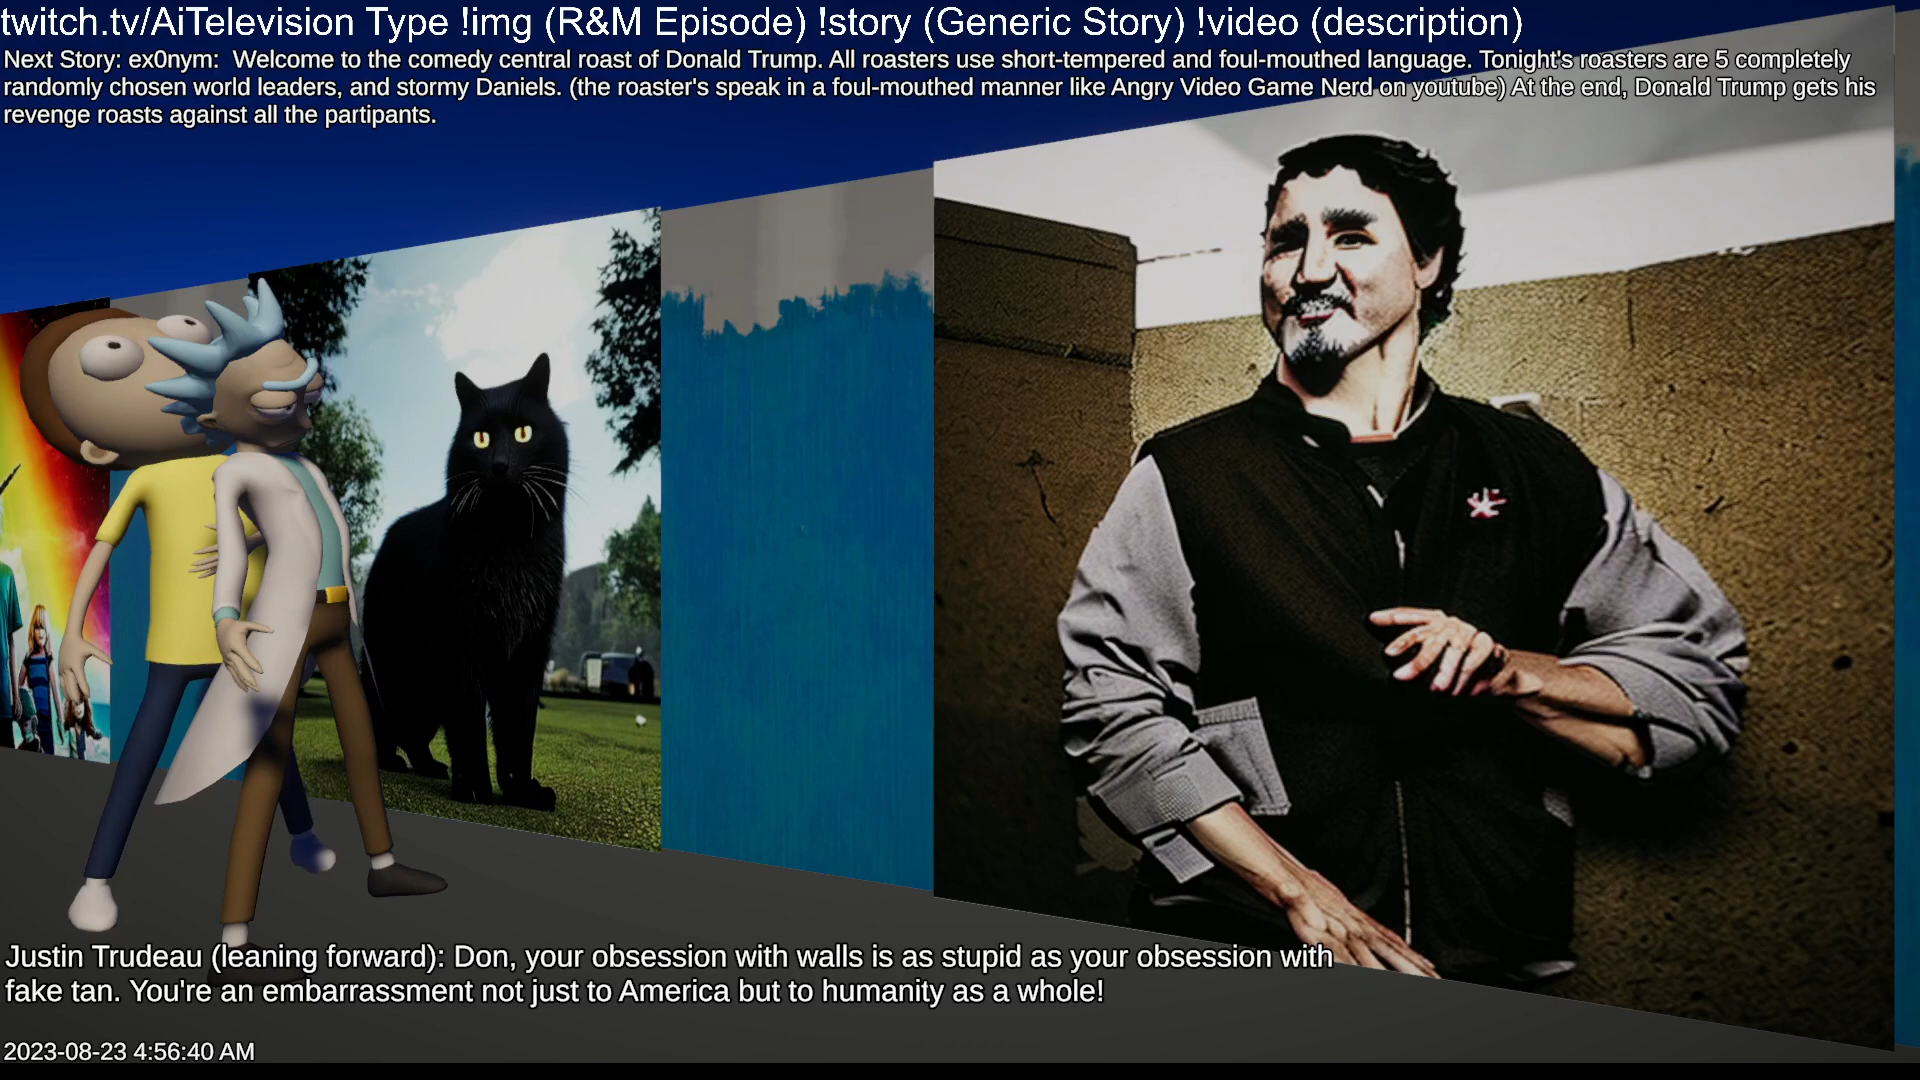 twitch.tv/AiTelevision Type !img (R&M Episode) !story (Generic Story) !video (description)
Next Story: ex0nym:  Welcome to the comedy central roast of Donald Trump. All roasters use short-tempered and foul-mouthed language. Tonight's roasters are 5 completely
randomly chosen world leaders, and stormy Daniels. (the roaster's speak in a foul-mouthed manner like Angry Video Game Nerd on youtube) At the end, Donald Trump gets his
revenge roasts against all the partipants.
Justin Trudeau (leaning forward): Don, your obsession with walls is as stupid as your obsession with
fake tan. You're an embarrassment not just to America but to humanity as a whole!
2023-08-23 4:56:40 AM